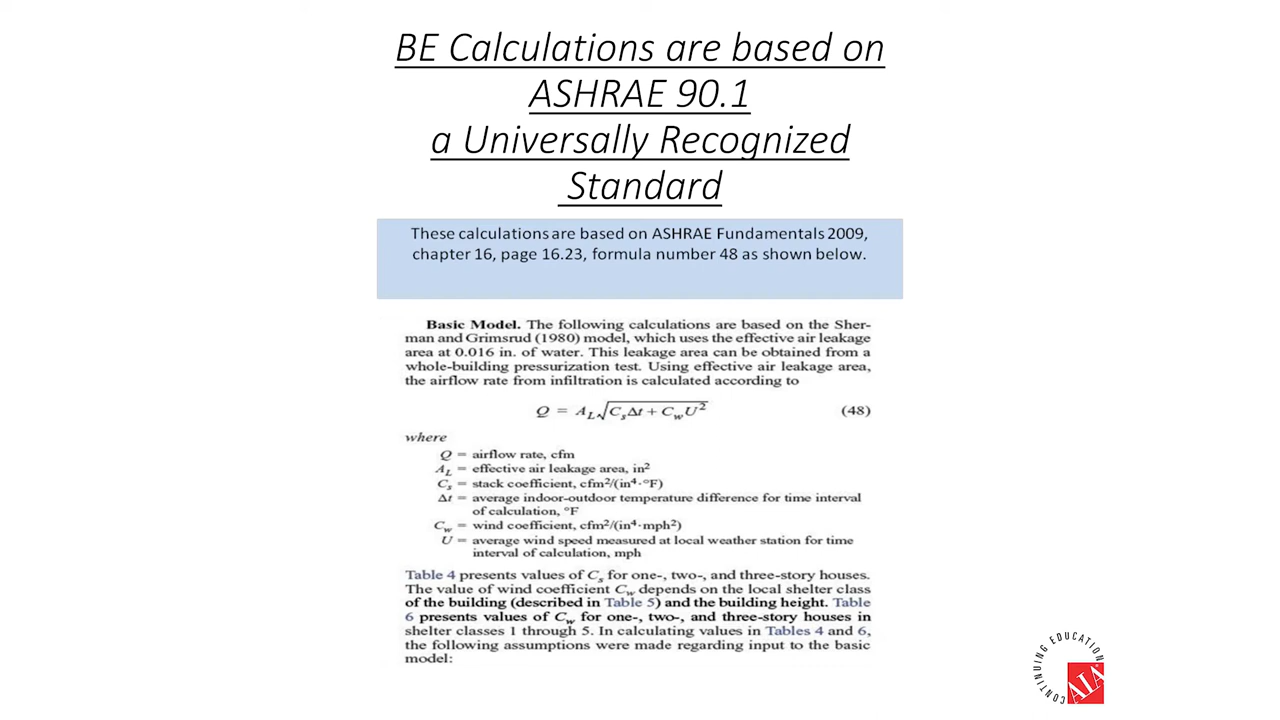 BE Calculations are based on
ASHRAE 90.1
a Universally Recognized
Standard
These calculations are based on ASHRAE Fundamentals 2009,
chapter 16, page 16.23, formula number 48 as shown below.
Basic Model. The following calculations are based on the Sher-
man and Grimsrud (1980) model, which uses the effective air leakage
area at 0.016 in. of water. This leakage area can be obtained from a
whole-building pressurization test. Using effective air leakage area,
the airflow rate from infiltration is calculated according to
Q = A_L√(C_sΔt + C_wU²) (48)
where
Q = airflow rate, cfm
A_L = effective air leakage area, in²
C_s = stack coefficient, cfm²/(in⁴·°F)
Δt = average indoor-outdoor temperature difference for time interval
of calculation, °F
C_w = wind coefficient, cfm²/(in⁴·mph²)
U = average wind speed measured at local weather station for time
interval of calculation, mph
Table 4 presents values of C_s for one-, two-, and three-story houses.
The value of wind coefficient C_w depends on the local shelter class
of the building (described in Table 5) and the building height. Table
6 presents values of C_w for one-, two-, and three-story houses in
shelter classes 1 through 5. In calculating values in Tables 4 and 6,
the following assumptions were made regarding input to the basic
model:
CONTINUING EDUCATION
AIA